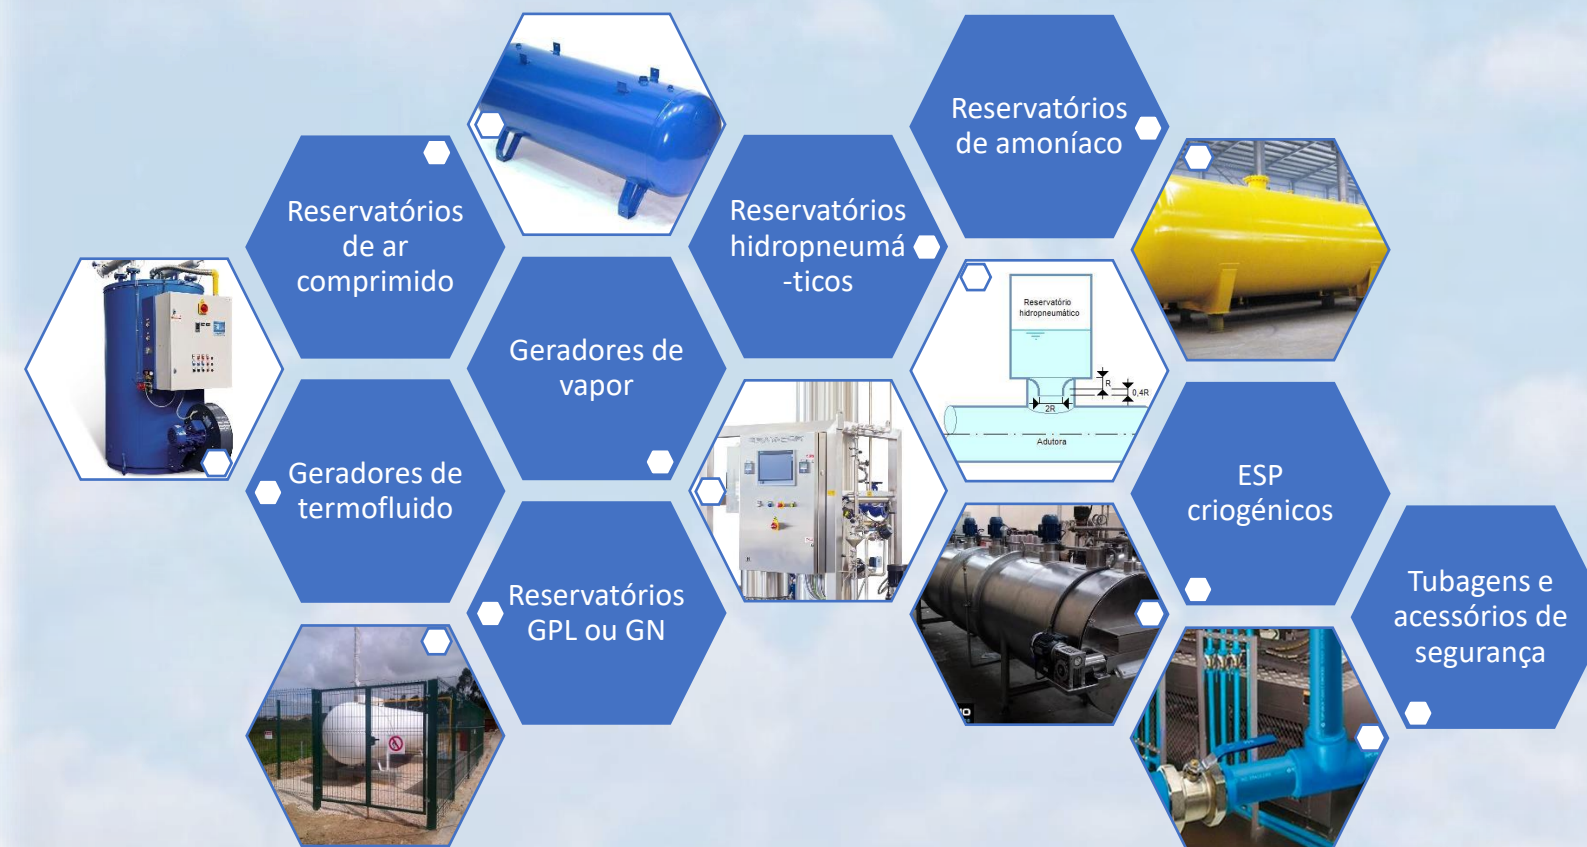 Reservatórios
de amoníaco
Reservatórios
de ar
comprimido
Reservatórios
hidropneumá
-ticos
Geradores de
vapor
Reservatório
hidropneumático
R
0,4R
2R
Adutora
Geradores de
termofluido
ESP
criogénicos
Reservatórios
GPL ou GN
Tubagens e
acessórios de
segurança